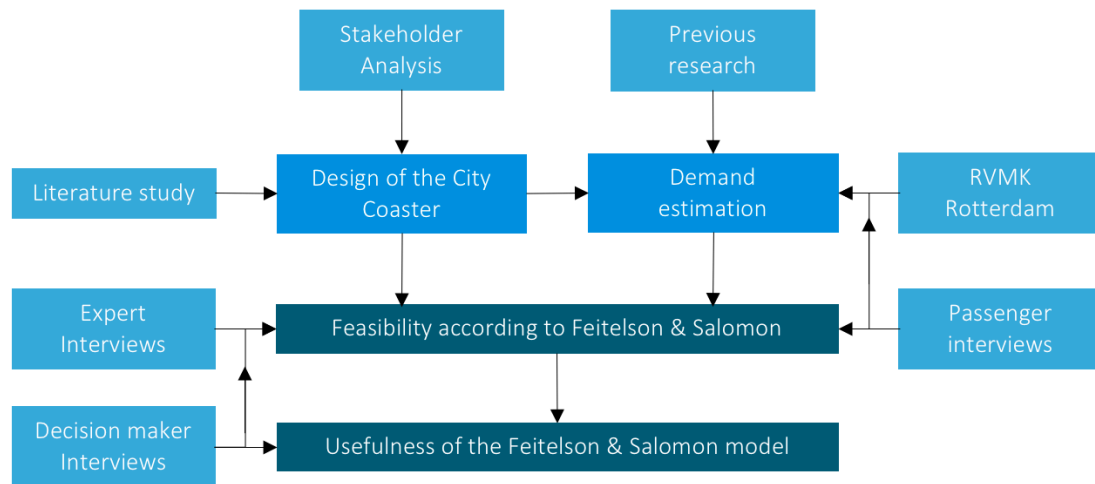 Stakeholder
Analysis
Previous
research
Literature study
Design of the City
Coaster
Demand
estimation
RVMK
Rotterdam
Expert
Interviews
Feasibility according to Feitelson & Salomon
Passenger
interviews
Decision maker
Interviews
Usefulness of the Feitelson & Salomon model